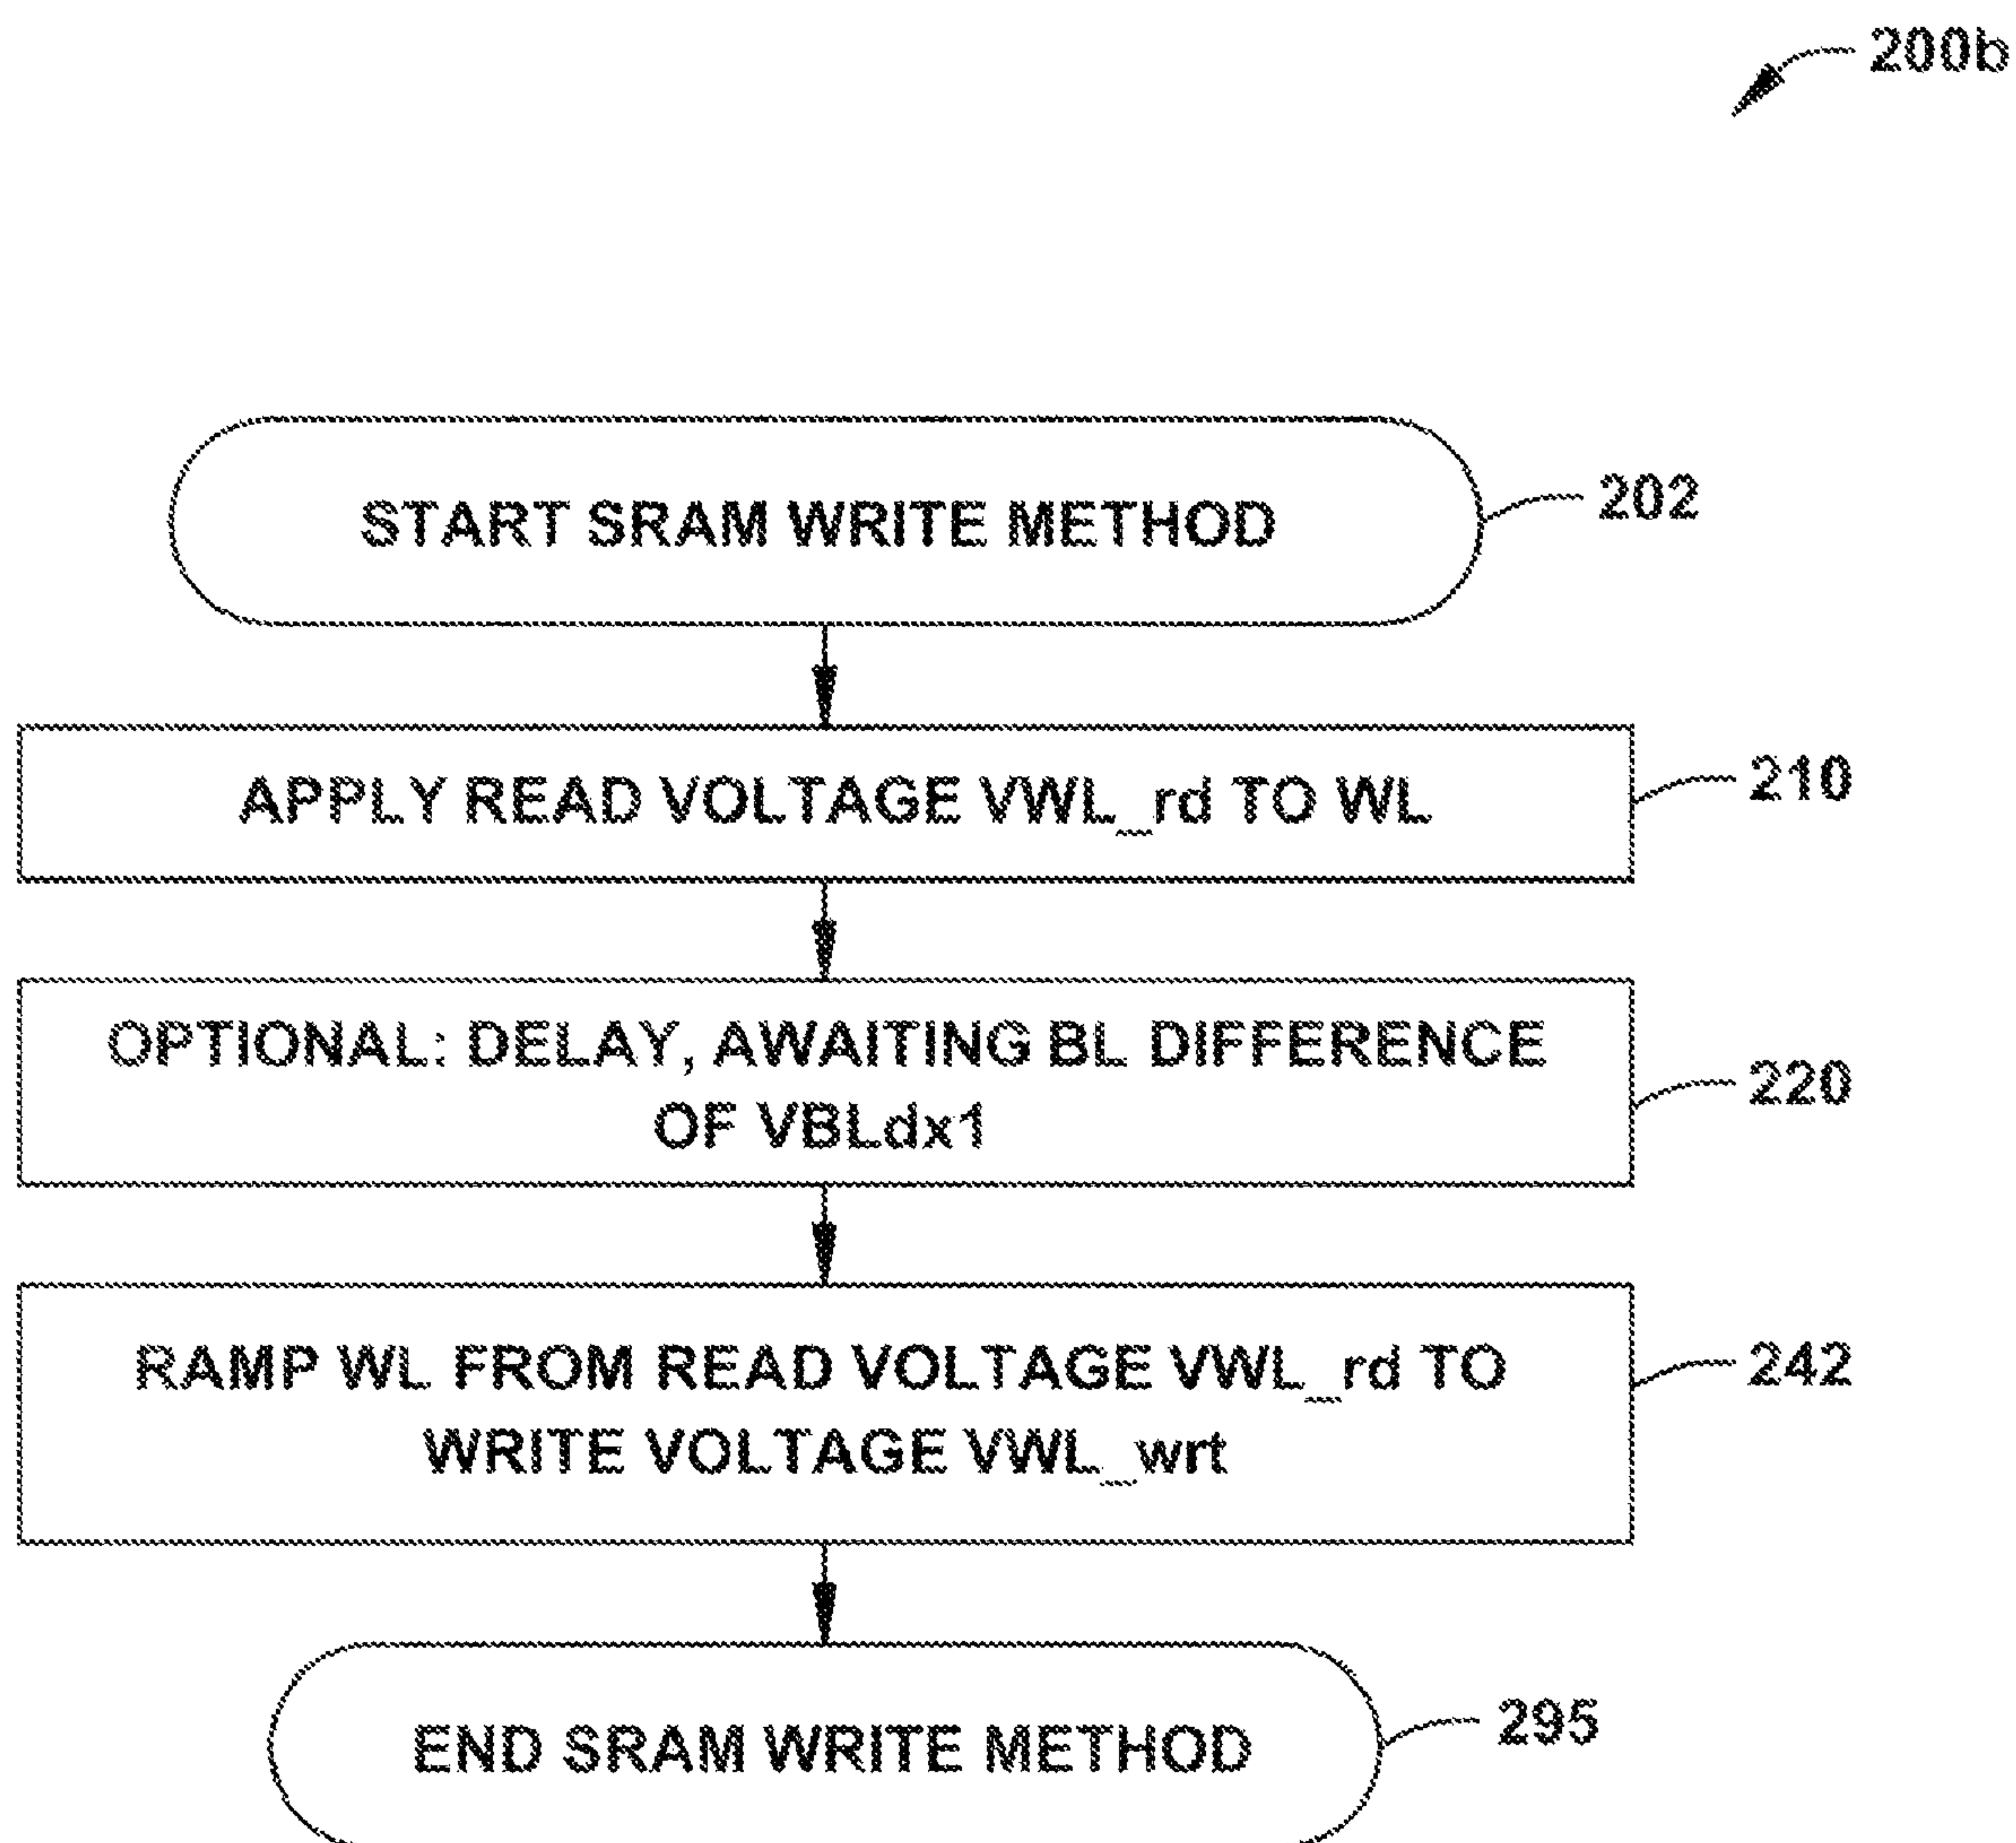 200b
START SRAM WRITE METHOD
202
APPLY READ VOLTAGE VWL_rd TO WL
210
OPTIONAL: DELAY, AWAITING BL DIFFERENCE
OF VBLdx1
220
RAMP WL FROM READ VOLTAGE VWL_rd TO
WRITE VOLTAGE VWL_wrt
242
END SRAM WRITE METHOD
295